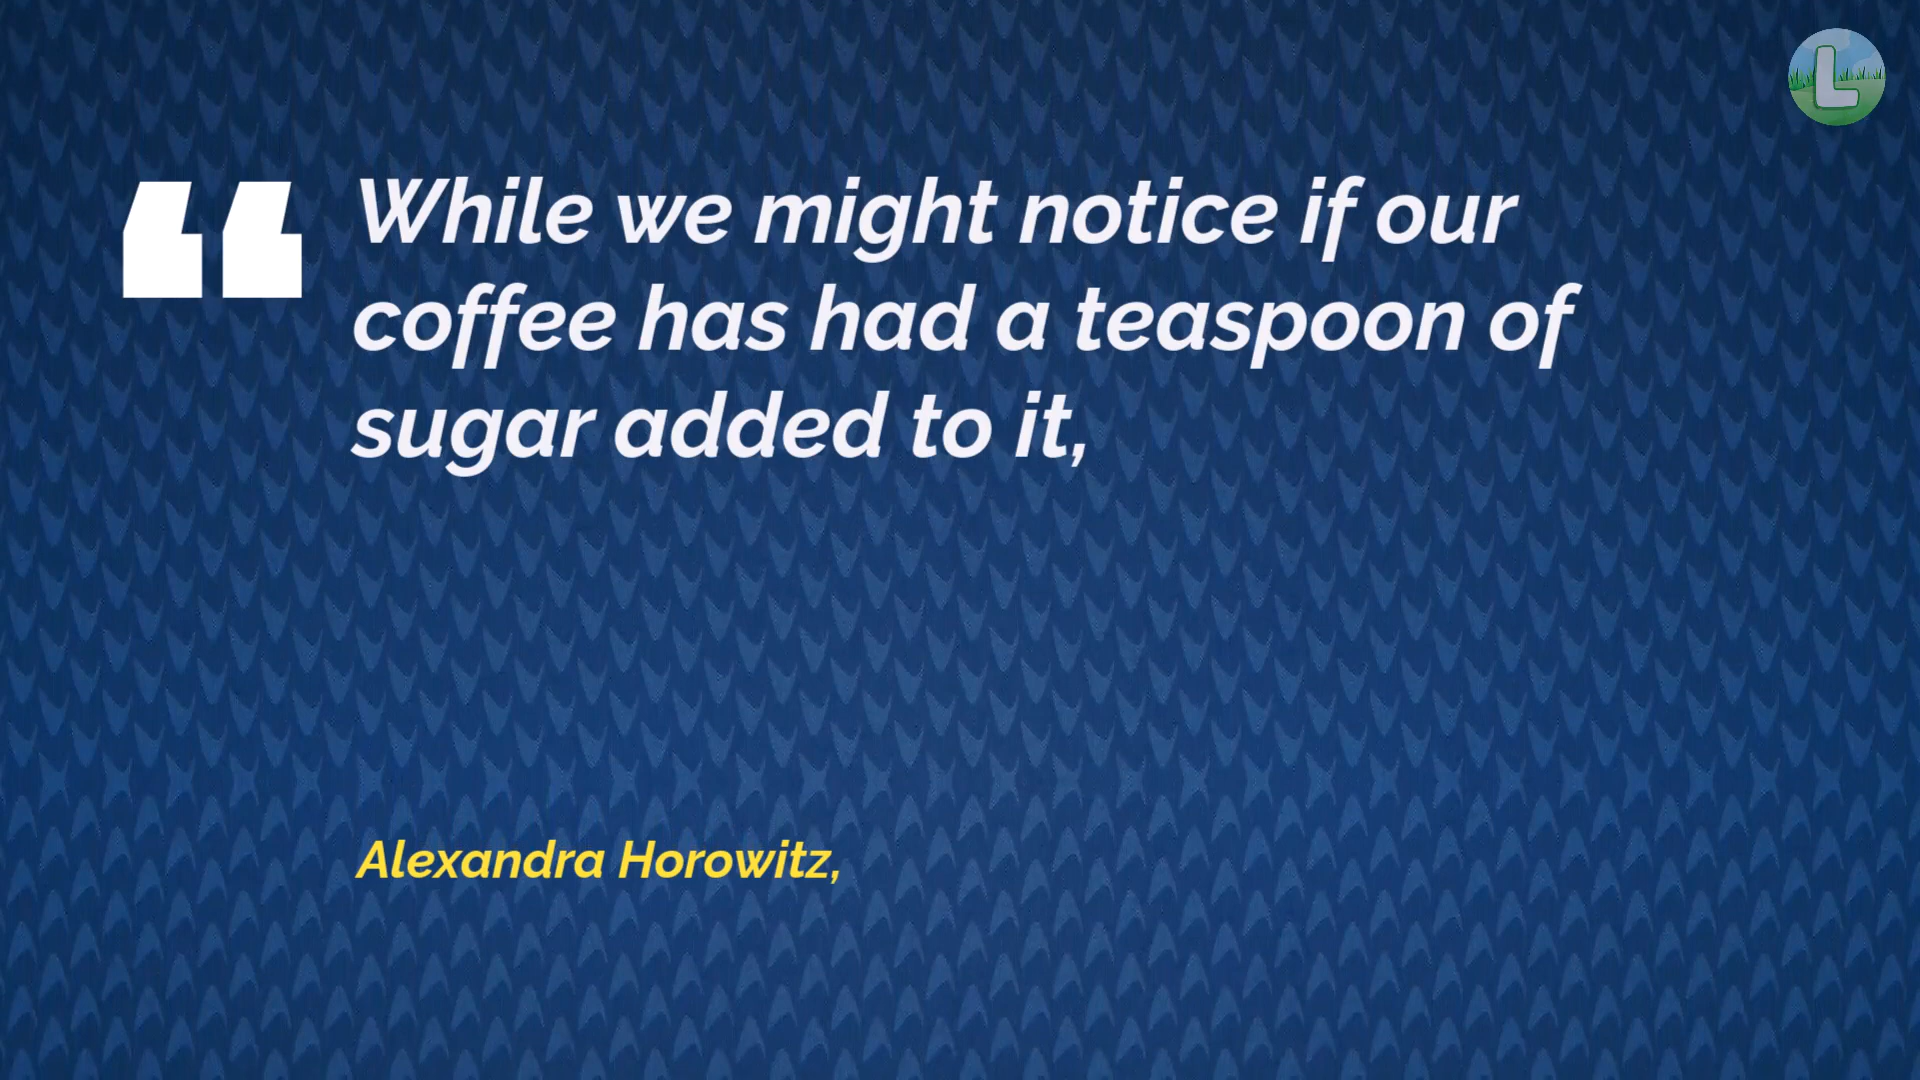 L
While we might notice if our
coffee has had a teaspoon of
sugar added to it,
Alexandra Horowitz,